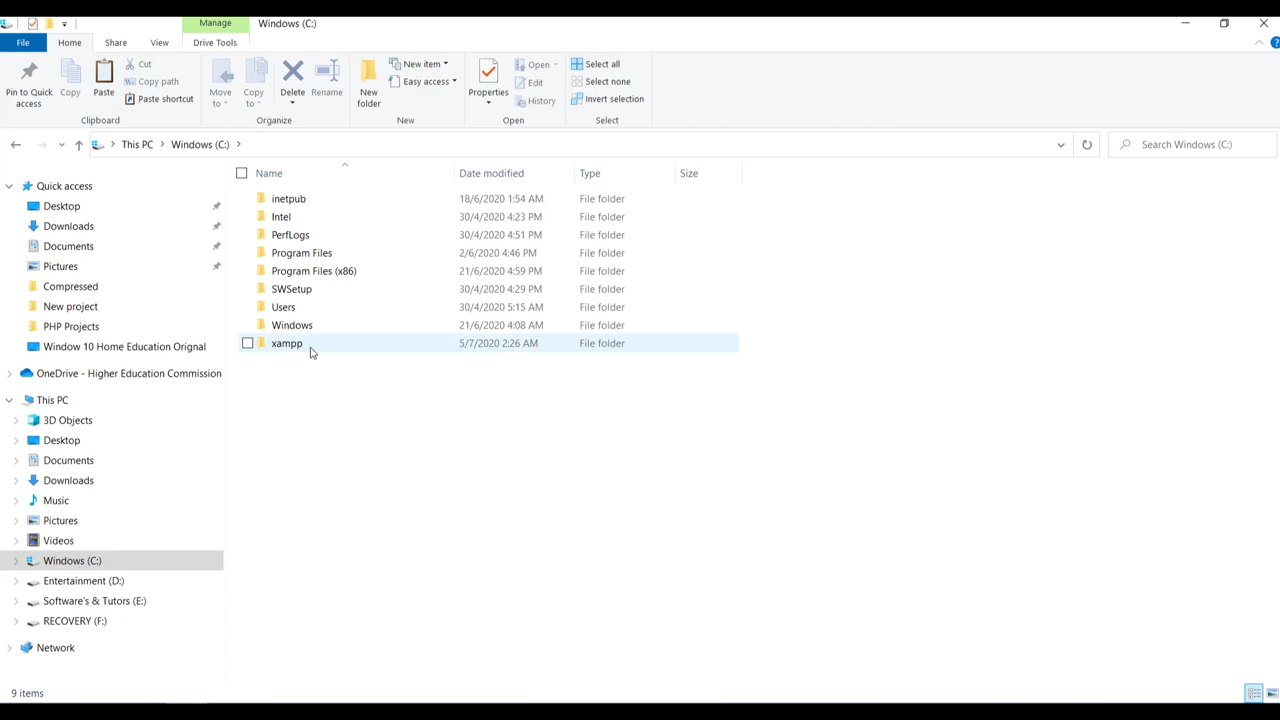 Manage
Windows (C:)
File
Home
Share
View
Drive Tools
Pin to Quick access
Copy
Paste
Cut
Copy path
Paste shortcut
Clipboard
Move to
Copy to
Delete
Rename
Organize
New folder
New item
Easy access
New
Properties
Open
Edit
History
Open
Select all
Select none
Invert selection
Select
This PC
Windows (C:)
Search Windows (C:)
Name
Date modified
Type
Size
inetpub 18/6/2020 1:54 AM File folder
Intel 30/4/2020 4:23 PM File folder
PerfLogs 30/4/2020 4:51 PM File folder
Program Files 2/6/2020 4:46 PM File folder
Program Files (x86) 21/6/2020 4:59 PM File folder
SWSetup 30/4/2020 4:29 PM File folder
Users 30/4/2020 5:15 AM File folder
Windows 21/6/2020 4:08 AM File folder
xampp 5/7/2020 2:26 AM File folder
Quick access
Desktop
Downloads
Documents
Pictures
Compressed
New project
PHP Projects
Window 10 Home Education Orignal
OneDrive - Higher Education Commission
This PC
3D Objects
Desktop
Documents
Downloads
Music
Pictures
Videos
Windows (C:)
Entertainment (D:)
Software's & Tutors (E:)
RECOVERY (F:)
Network
9 items